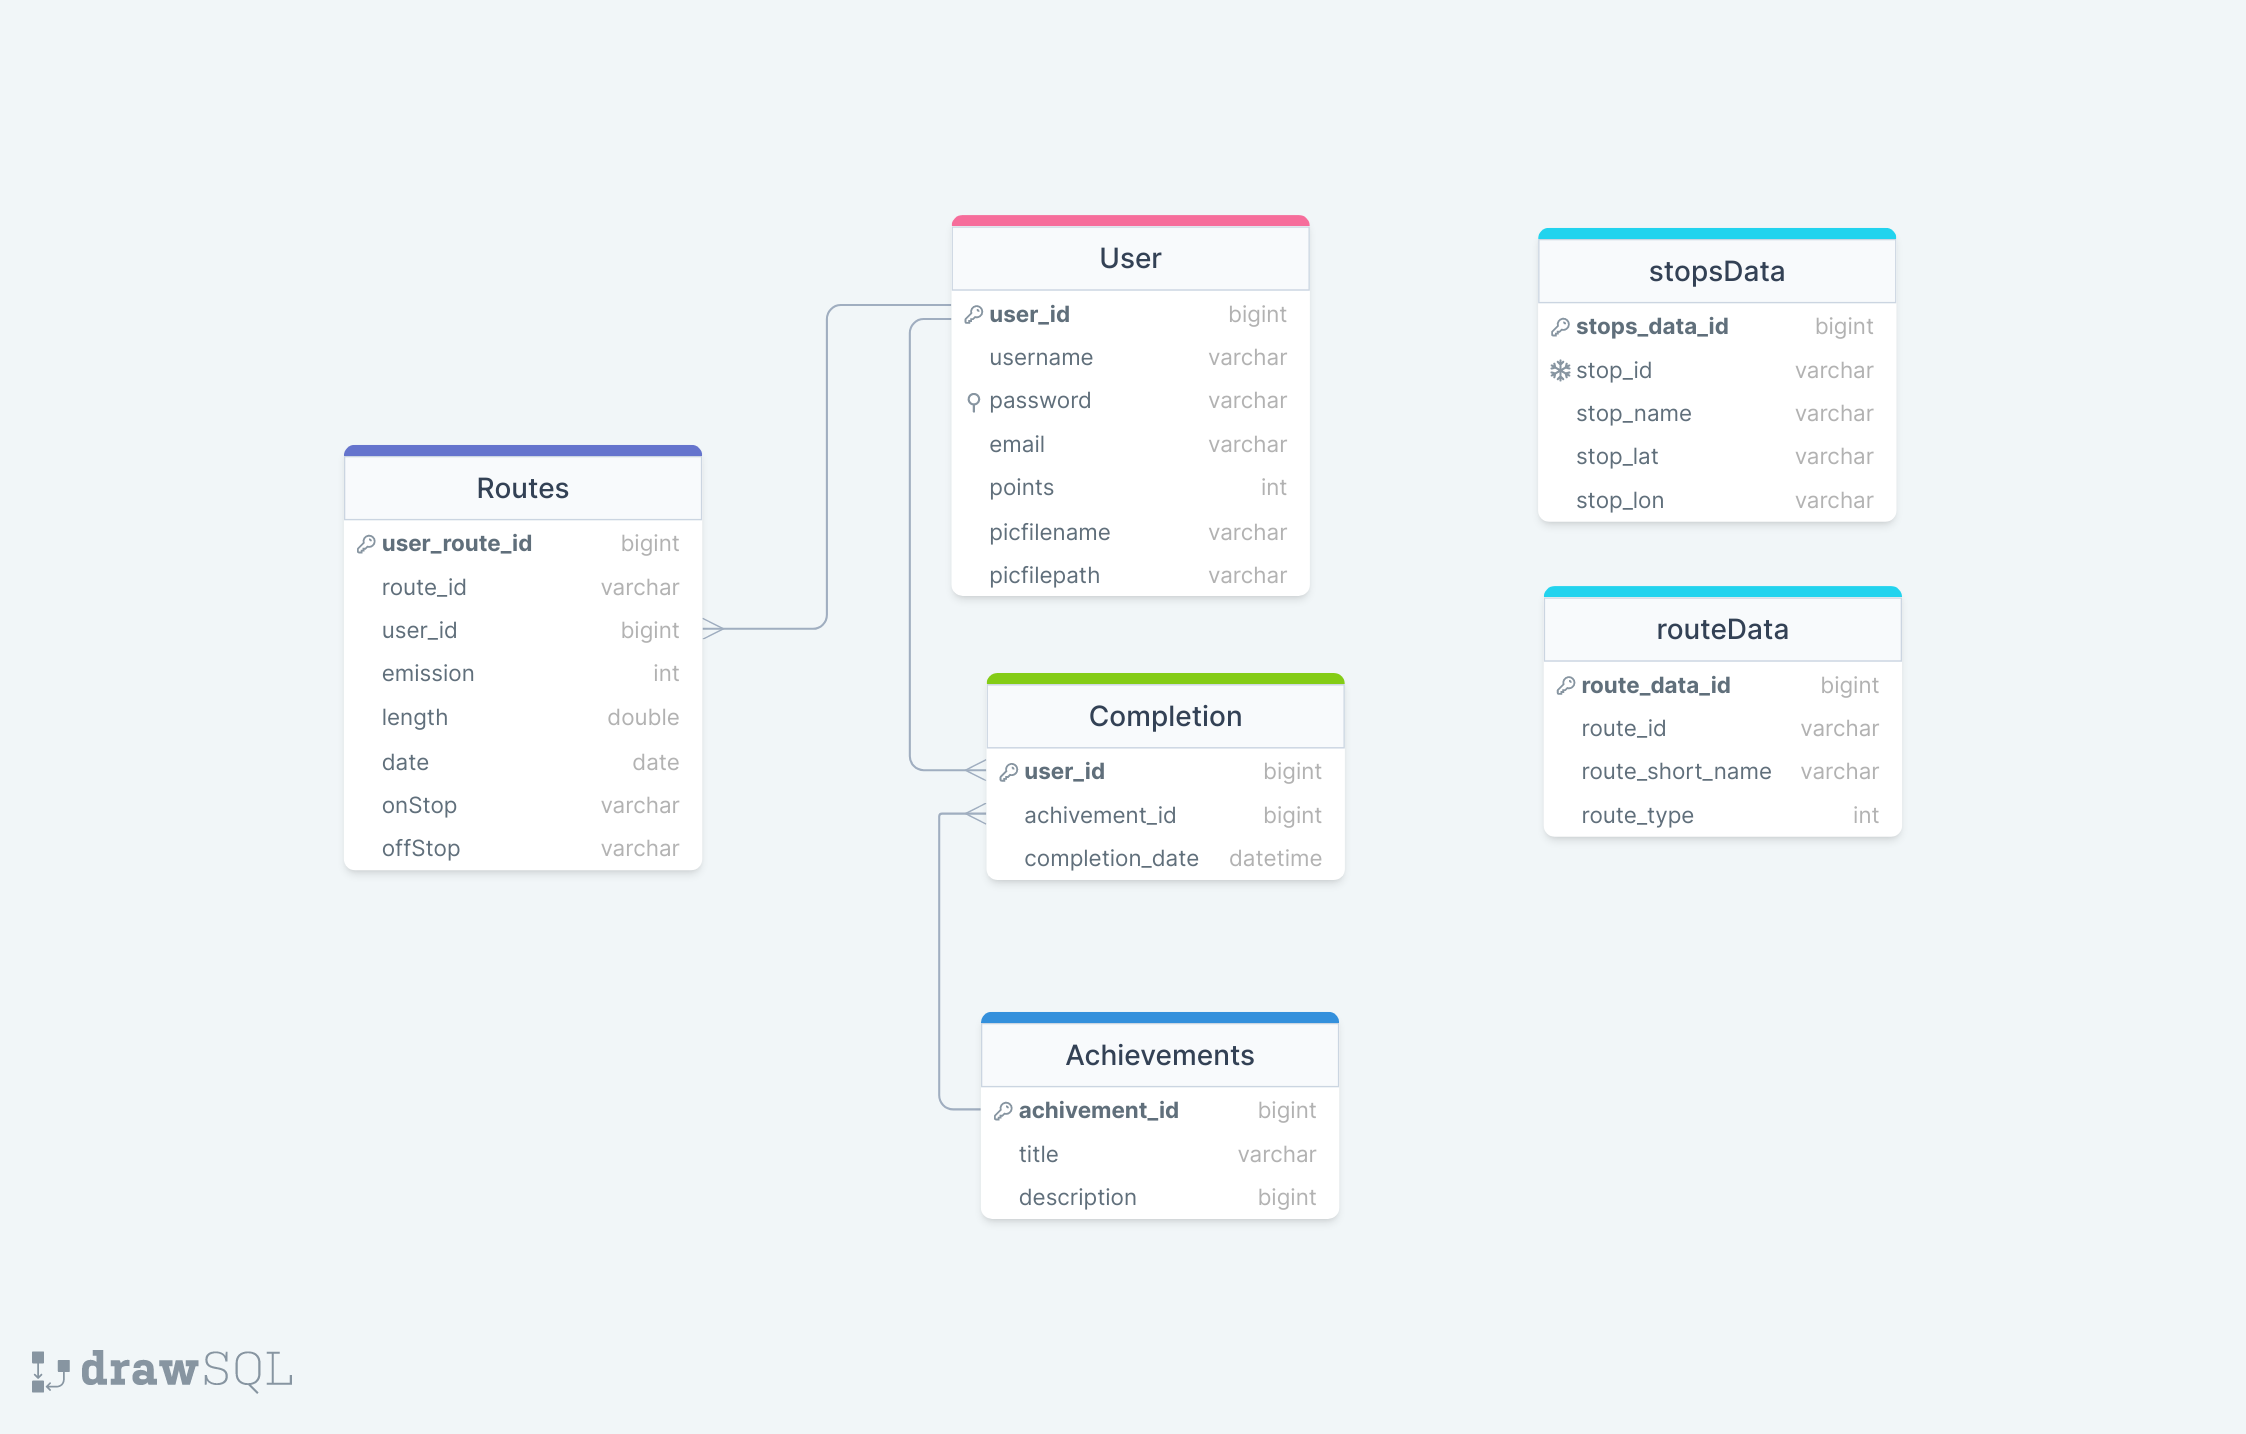 User
user_id bigint
username varchar
password varchar
email varchar
points int
picfilename varchar
picfilepath varchar
stopsData
stops_data_id bigint
stop_id varchar
stop_name varchar
stop_lat varchar
stop_lon varchar
Routes
user_route_id bigint
route_id varchar
user_id bigint
emission int
length double
date date
onStop varchar
offStop varchar
routeData
route_data_id bigint
route_id varchar
route_short_name varchar
route_type int
Completion
user_id bigint
achivement_id bigint
completion_date datetime
Achievements
achivement_id bigint
title varchar
description bigint
drawSQL